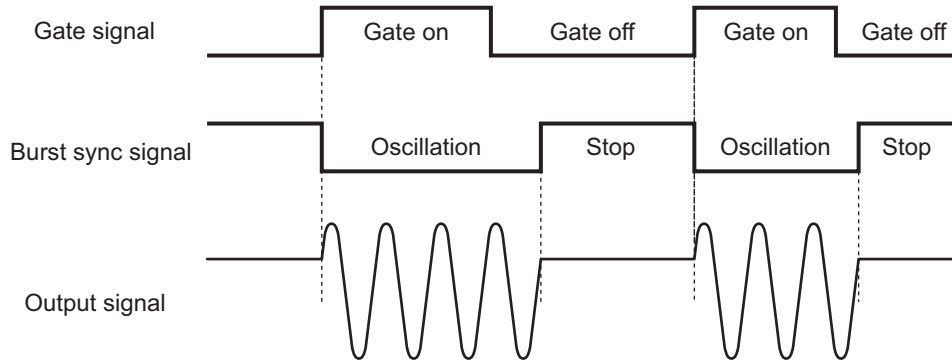 Gate signal
Gate on
Gate off
Gate on
Gate off
Burst sync signal
Oscillation
Stop
Oscillation
Stop
Output signal